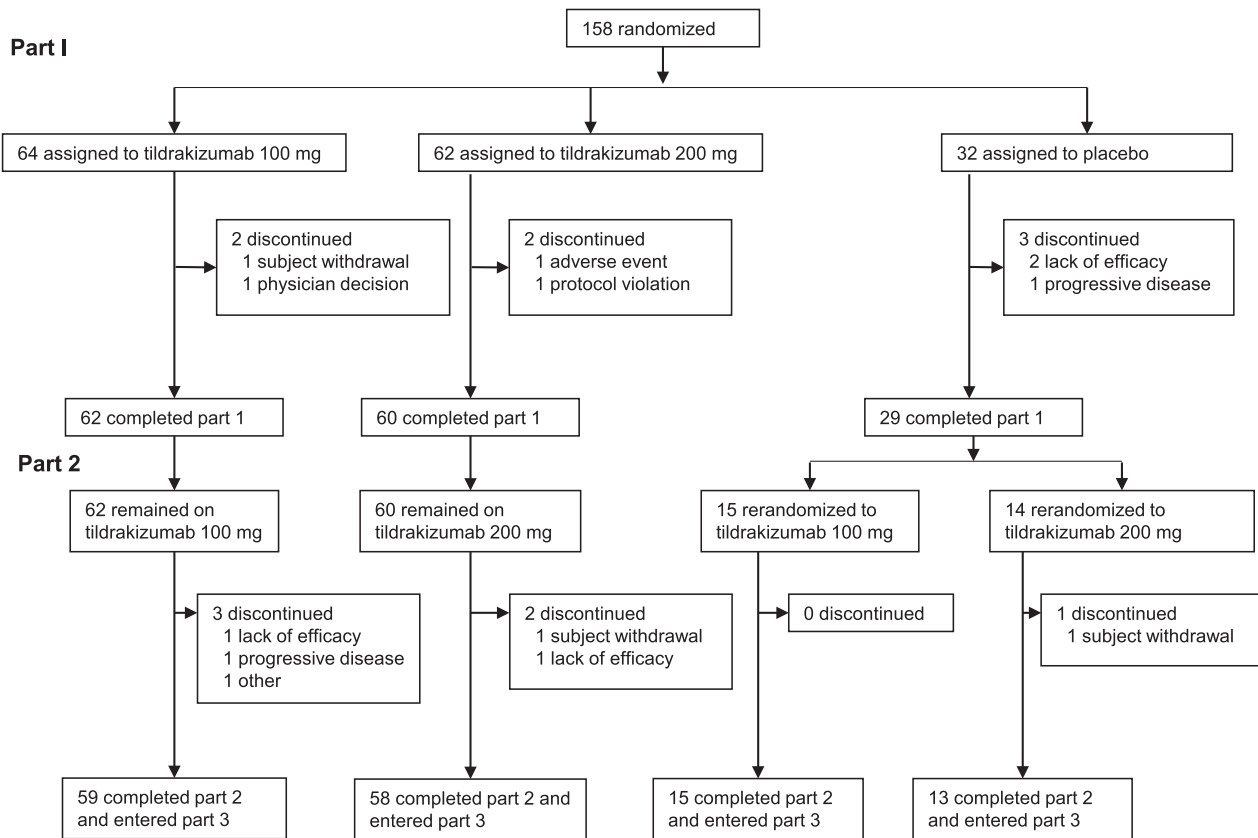 158 randomized
Part I
64 assigned to tildrakizumab 100 mg
62 assigned to tildrakizumab 200 mg
32 assigned to placebo
2 discontinued
1 subject withdrawal
1 physician decision
2 discontinued
1 adverse event
1 protocol violation
3 discontinued
2 lack of efficacy
1 progressive disease
62 completed part 1
60 completed part 1
29 completed part 1
Part 2
62 remained on
tildrakizumab 100 mg
60 remained on
tildrakizumab 200 mg
15 rerandomized to
tildrakizumab 100 mg
14 rerandomized to
tildrakizumab 200 mg
3 discontinued
1 lack of efficacy
1 progressive disease
1 other
2 discontinued
1 subject withdrawal
1 lack of efficacy
0 discontinued
1 discontinued
1 subject withdrawal
59 completed part 2
and entered part 3
58 completed part 2 and
entered part 3
15 completed part 2
and entered part 3
13 completed part 2
and entered part 3